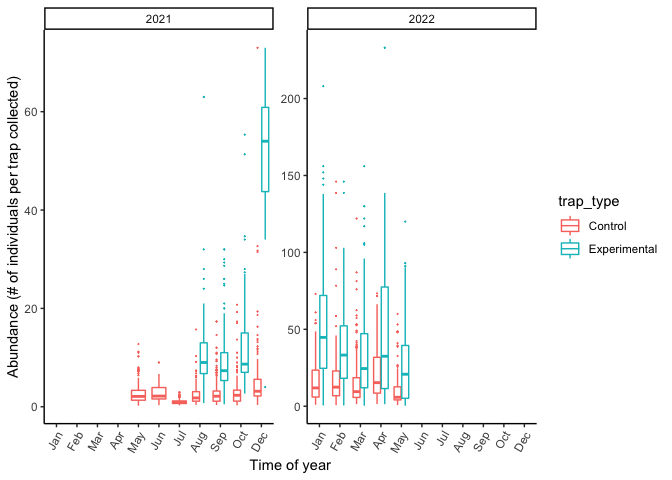 2021
2022
Abundance (# of individuals per trap collected)
0
20
40
60
0
50
100
150
200
Jan
Feb
Mar
Apr
May
Jun
Jul
Aug
Sep
Oct
Dec
Jan
Feb
Mar
Apr
May
Jun
Jul
Aug
Sep
Oct
Dec
Time of year
trap_type
Control
Experimental